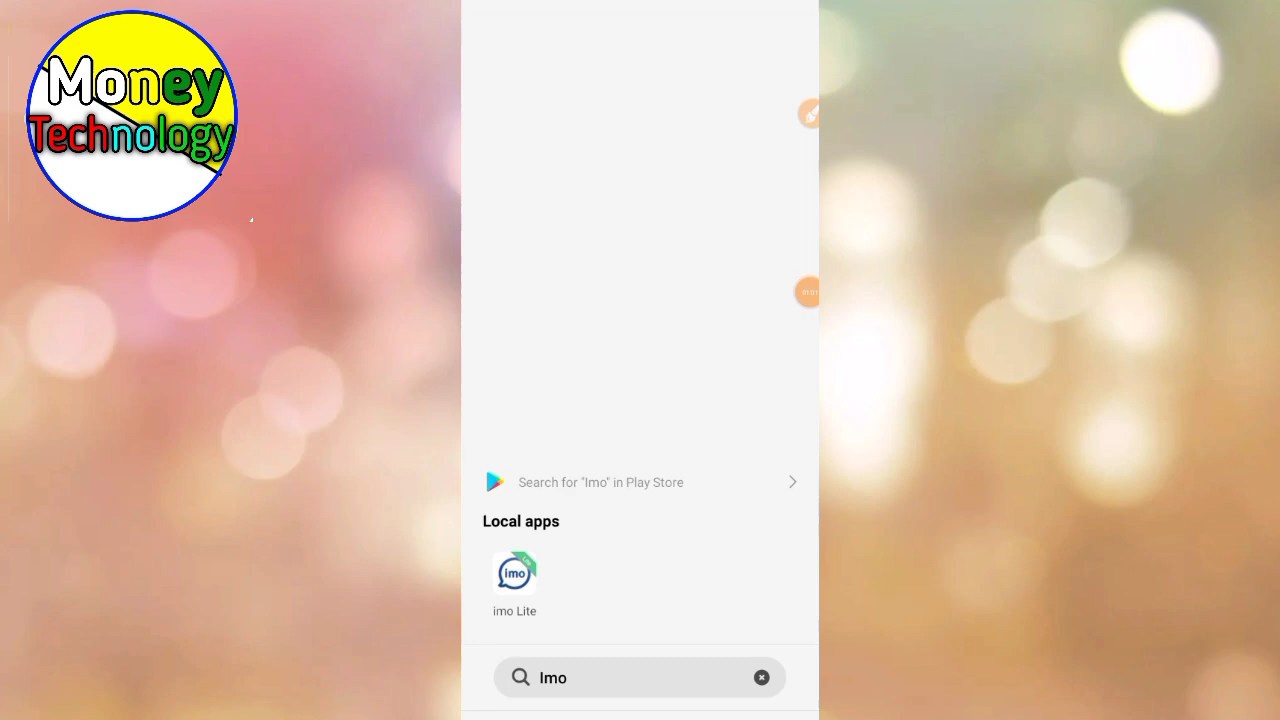 Money
Technology
Search for "Imo" in Play Store
Local apps
imo
imo Lite
Imo